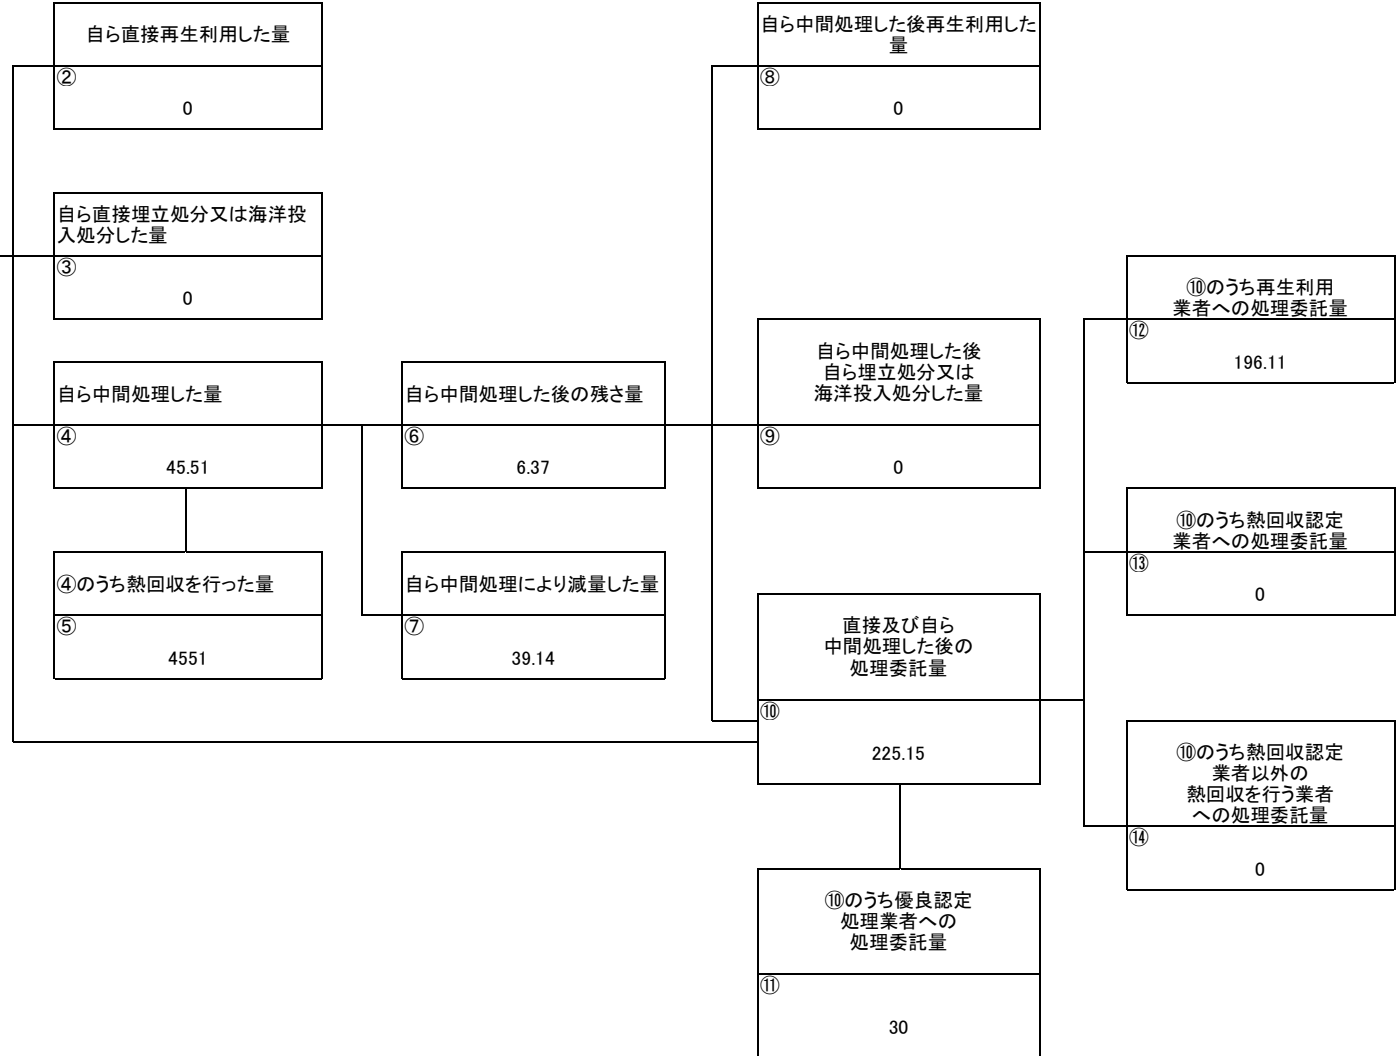 自ら直接再生利用した量
②
0
自ら直接埋立処分又は海洋投
入処分した量
③
0
自ら中間処理した量
④
45.51
④のうち熱回収を行った量
⑤
4551
自ら中間処理した後の残さ量
⑥
6.37
自ら中間処理により減量した量
⑦
39.14
自ら中間処理した後再生利用した
量
⑧
0
自ら中間処理した後
自ら埋立処分又は
海洋投入処分した量
⑨
0
直接及び自ら
中間処理した後の
処理委託量
⑩
225.15
⑩のうち優良認定
処理業者への
処理委託量
⑪
30
⑩のうち再生利用
業者への処理委託量
⑫
196.11
⑩のうち熱回収認定
業者への処理委託量
⑬
0
⑩のうち熱回収認定
業者以外の
熱回収を行う業者
への処理委託量
⑭
0